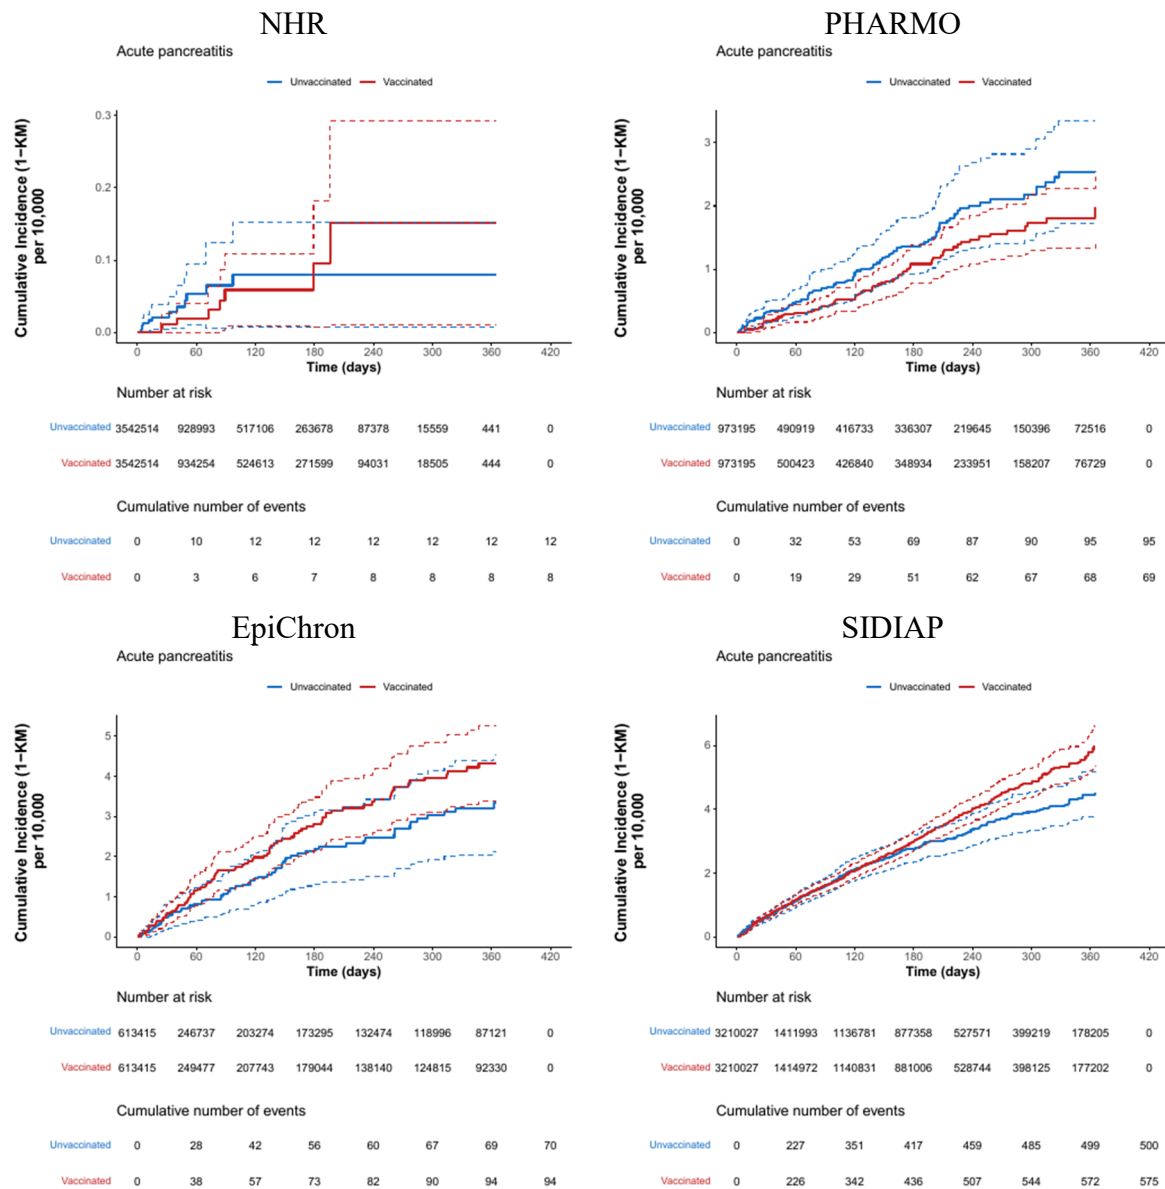 NHR
Acute pancreatitis
Unvaccinated Vaccinated
Cumulative Incidence (1−KM)
per 10,000
0.3
0.2
0.1
0.0
0 60 120 180 240 300 360 420
Time (days)
Number at risk
Unvaccinated 3542514 928993 517106 263678 87378 15559 441 0
Vaccinated 3542514 934254 524613 271599 94031 18505 444 0
Cumulative number of events
Unvaccinated 0 10 12 12 12 12 12 12
Vaccinated 0 3 6 7 8 8 8 8
PHARMO
Acute pancreatitis
Unvaccinated Vaccinated
Cumulative Incidence (1−KM)
per 10,000
3
2
1
0
0 60 120 180 240 300 360 420
Time (days)
Number at risk
Unvaccinated 973195 490919 416733 336307 219645 150396 72516 0
Vaccinated 973195 500423 426840 348934 233951 158207 76729 0
Cumulative number of events
Unvaccinated 0 32 53 69 87 90 95 95
Vaccinated 0 19 29 51 62 67 68 69
EpiChron
Acute pancreatitis
Unvaccinated Vaccinated
Cumulative Incidence (1−KM)
per 10,000
5
4
3
2
1
0
0 60 120 180 240 300 360 420
Time (days)
Number at risk
Unvaccinated 613415 246737 203274 173295 132474 118996 87121 0
Vaccinated 613415 249477 207743 179044 138140 124815 92330 0
Cumulative number of events
Unvaccinated 0 28 42 56 60 67 69 70
Vaccinated 0 38 57 73 82 90 94 94
SIDIAP
Acute pancreatitis
Unvaccinated Vaccinated
Cumulative Incidence (1−KM)
per 10,000
6
4
2
0
0 60 120 180 240 300 360 420
Time (days)
Number at risk
Unvaccinated 3210027 1411993 1136781 877358 527571 399219 178205 0
Vaccinated 3210027 1414972 1140831 881006 528744 398125 177202 0
Cumulative number of events
Unvaccinated 0 227 351 417 459 485 499 500
Vaccinated 0 226 342 436 507 544 572 575